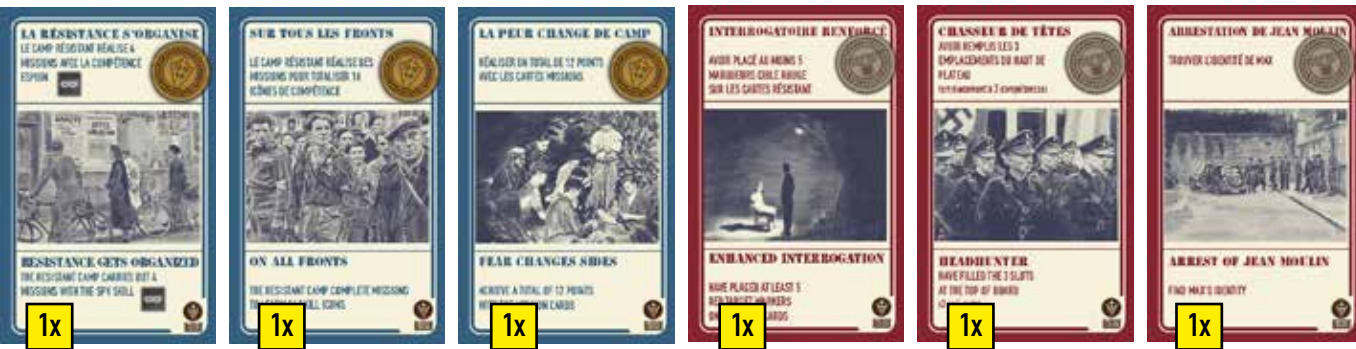 LA RÉSISTANCE S'ORGANISE
LE CAMP RÉSISTANT RÉALISE 4
MISSIONS AVEC LA COMPÉTENCE
ESPION
RESISTANCE GETS ORGANIZED
THE RESISTANT CAMP CARRIES OUT 4
MISSIONS WITH THE SPY SKILL
1x
SUR TOUS LES FRONTS
LE CAMP RÉSISTANT RÉALISE DES
MISSIONS POUR TOTALISER
ICÔNES DE COMPÉTENCE
ON ALL FRONTS
THE RESISTANT CAMP COMPLETE MISSIONS
SKILL ICONS
1x
LA PEUR CHANGE DE CAMP
RÉALISER UN TOTAL DE 12 POINTS
AVEC LES CARTES MISSIONS
FEAR CHANGES SIDES
ACHIEVE A TOTAL OF 12 POINTS
CARDS
1x
INTERROGATOIRE RENFORCÉ
AVOIR PLACÉ AU MOINS 5
MARQUEURS CIBLE ROUGE
SUR LES CARTES RÉSISTANT
ENHANCED INTERROGATION
HAVE PLACED AT LEAST 5
RED TARGET MARKERS
CARDS
1x
CHASSEUR DE TÊTES
AVOIR REMPLIS LES 3
EMPLACEMENTS DU HAUT DE
PLATEAU
HEADHUNTER
HAVE FILLED THE 3 SLOTS
AT THE TOP OF BOARD
1x
ARRESTATION DE JEAN MOULIN
TROUVER L'IDENTITÉ DE MAX
ARREST OF JEAN MOULIN
FIND MAX'S IDENTITY
1x